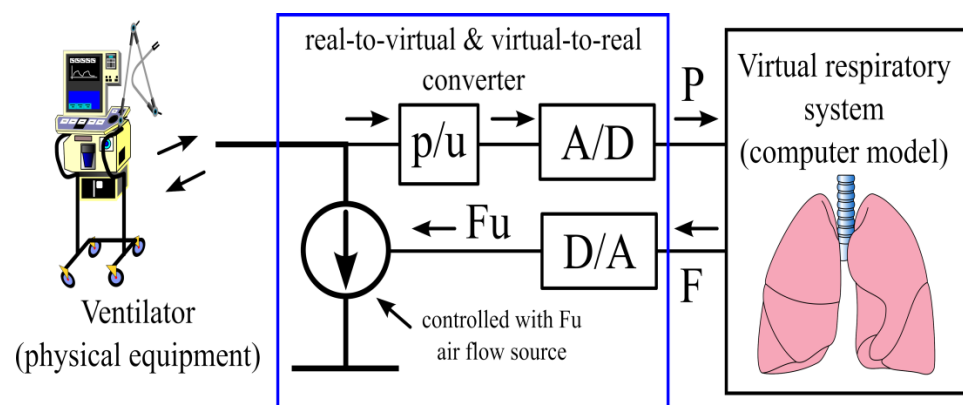 real-to-virtual & virtual-to-real
converter
p/u
A/D
P
Virtual respiratory
system
(computer model)
Fu
D/A
F
Ventilator
(physical equipment)
controlled with Fu
air flow source